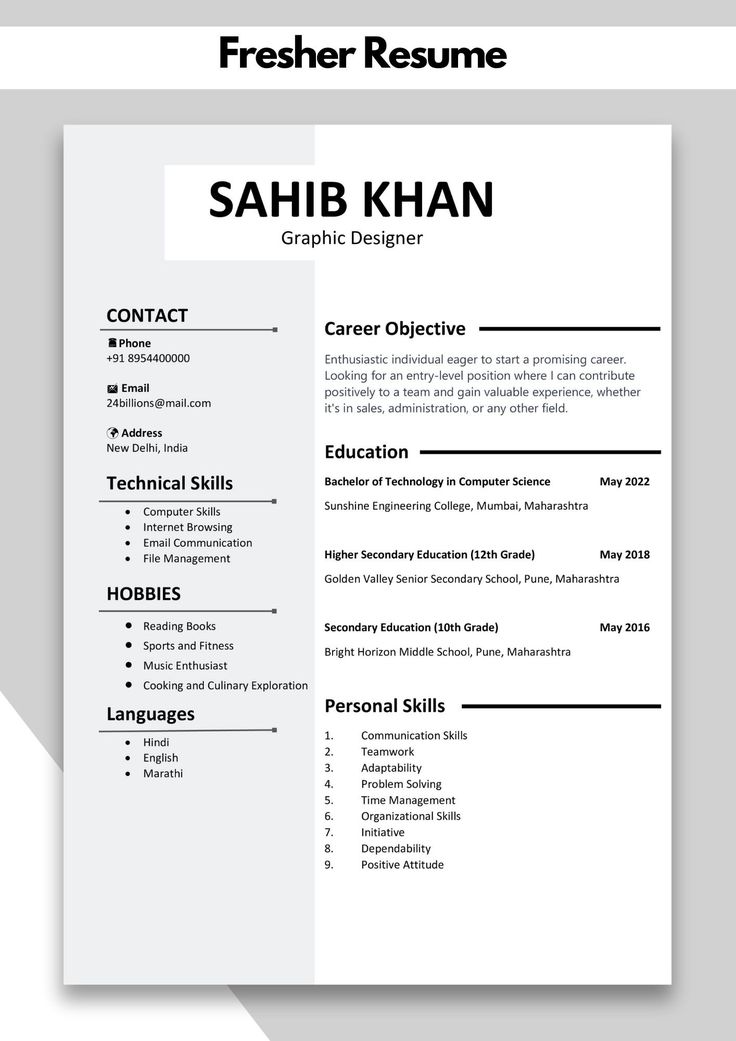 Fresher Resume
SAHIB KHAN
Graphic Designer
CONTACT
Phone
+91 8954400000
Email
24billions@mail.com
Address
New Delhi, India
Technical Skills
• Computer Skills
• Internet Browsing
• Email Communication
• File Management
HOBBIES
• Reading Books
• Sports and Fitness
• Music Enthusiast
• Cooking and Culinary Exploration
Languages
• Hindi
• English
• Marathi
Career Objective
Enthusiastic individual eager to start a promising career.
Looking for an entry-level position where I can contribute
positively to a team and gain valuable experience, whether
it's in sales, administration, or any other field.
Education
Bachelor of Technology in Computer Science May 2022
Sunshine Engineering College, Mumbai, Maharashtra
Higher Secondary Education (12th Grade) May 2018
Golden Valley Senior Secondary School, Pune, Maharashtra
Secondary Education (10th Grade) May 2016
Bright Horizon Middle School, Pune, Maharashtra
Personal Skills
1. Communication Skills
2. Teamwork
3. Adaptability
4. Problem Solving
5. Time Management
6. Organizational Skills
7. Initiative
8. Dependability
9. Positive Attitude